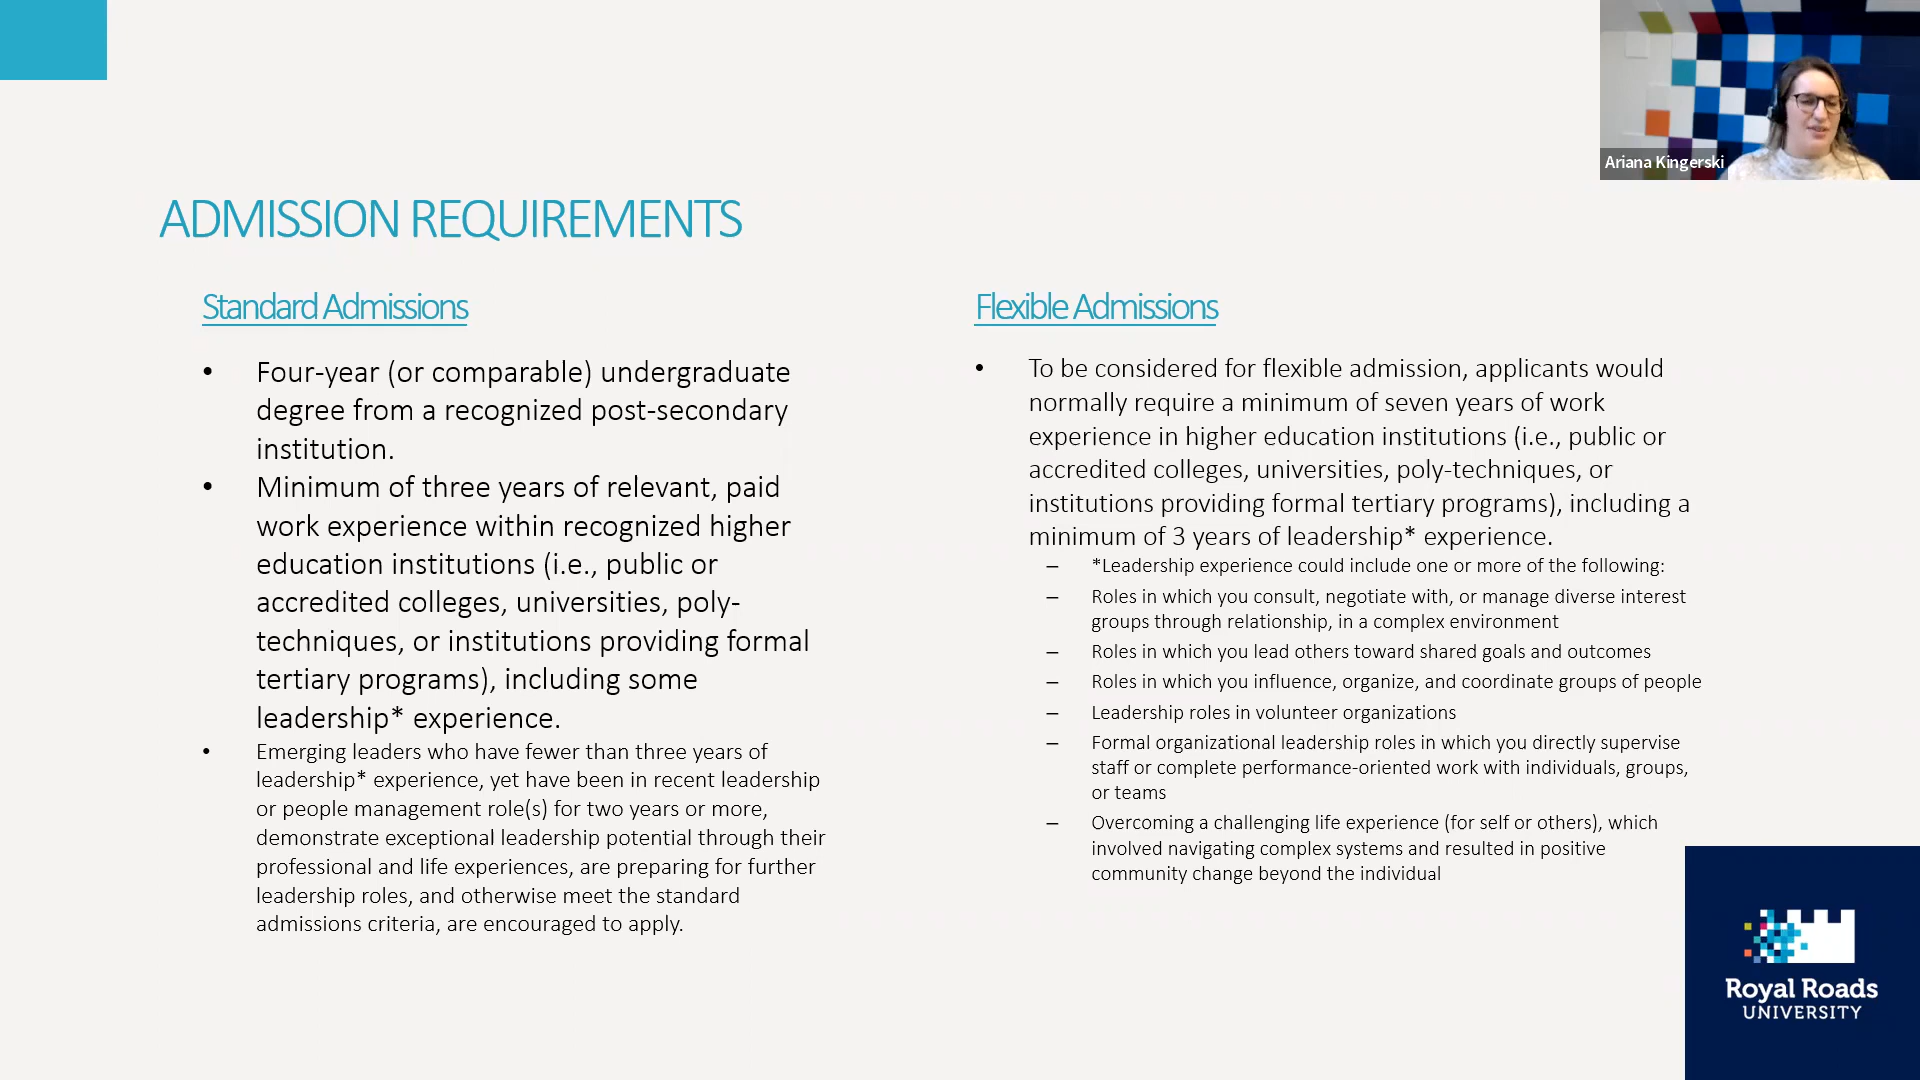 Ariana Kingerski
ADMISSION REQUIREMENTS
Standard Admissions
• Four-year (or comparable) undergraduate
degree from a recognized post-secondary
institution.
• Minimum of three years of relevant, paid
work experience within recognized higher
education institutions (i.e., public or
accredited colleges, universities, poly-
techniques, or institutions providing formal
tertiary programs), including some
leadership* experience.
• Emerging leaders who have fewer than three years of
leadership* experience, yet have been in recent leadership
or people management role(s) for two years or more,
demonstrate exceptional leadership potential through their
professional and life experiences, are preparing for further
leadership roles, and otherwise meet the standard
admissions criteria, are encouraged to apply.
Flexible Admissions
• To be considered for flexible admission, applicants would
normally require a minimum of seven years of work
experience in higher education institutions (i.e., public or
accredited colleges, universities, poly-techniques, or
institutions providing formal tertiary programs), including a
minimum of 3 years of leadership* experience.
– *Leadership experience could include one or more of the following:
– Roles in which you consult, negotiate with, or manage diverse interest
groups through relationship, in a complex environment
– Roles in which you lead others toward shared goals and outcomes
– Roles in which you influence, organize, and coordinate groups of people
– Leadership roles in volunteer organizations
– Formal organizational leadership roles in which you directly supervise
staff or complete performance-oriented work with individuals, groups,
or teams
– Overcoming a challenging life experience (for self or others), which
involved navigating complex systems and resulted in positive
community change beyond the individual
Royal Roads
UNIVERSITY